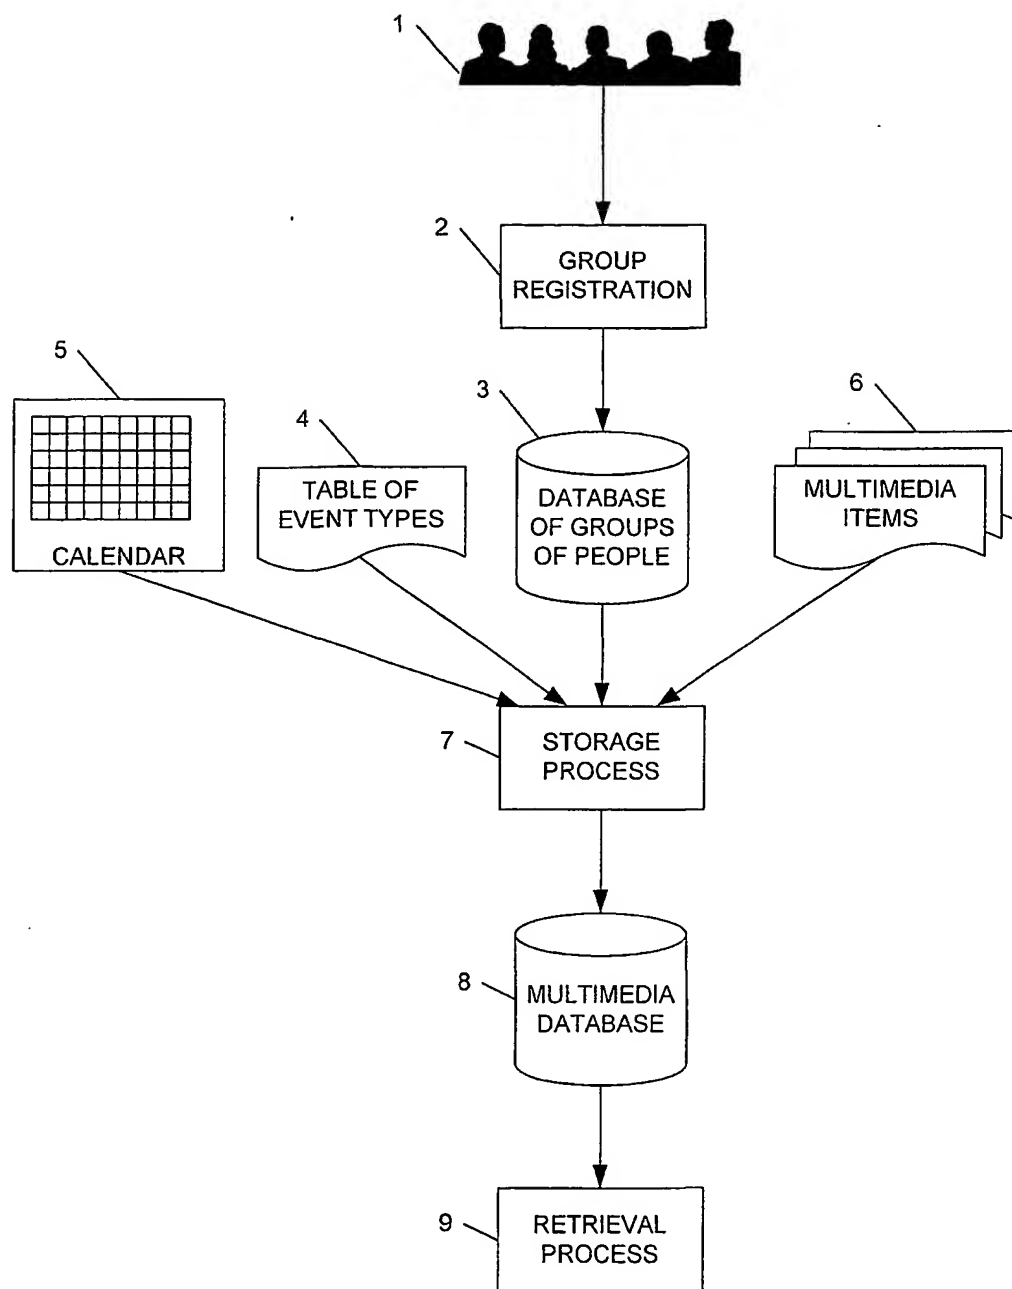 1
2
GROUP
REGISTRATION
5
4
3
6
CALENDAR
TABLE OF
EVENT TYPES
DATABASE
OF GROUPS
OF PEOPLE
MULTIMEDIA
ITEMS
7
STORAGE
PROCESS
8
MULTIMEDIA
DATABASE
9
RETRIEVAL
PROCESS